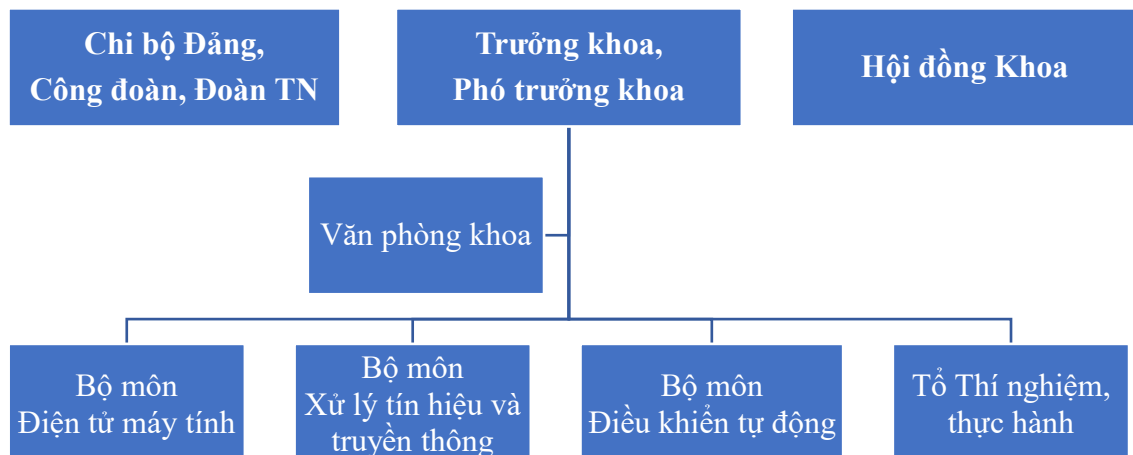 Chi bộ Đảng,
Công đoàn, Đoàn TN
Trưởng khoa,
Phó trưởng khoa
Hội đồng Khoa
Văn phòng khoa
Bộ môn
Điện tử máy tính
Bộ môn
Xử lý tín hiệu và
truyền thông
Bộ môn
Điều khiển tự động
Tổ Thí nghiệm,
thực hành